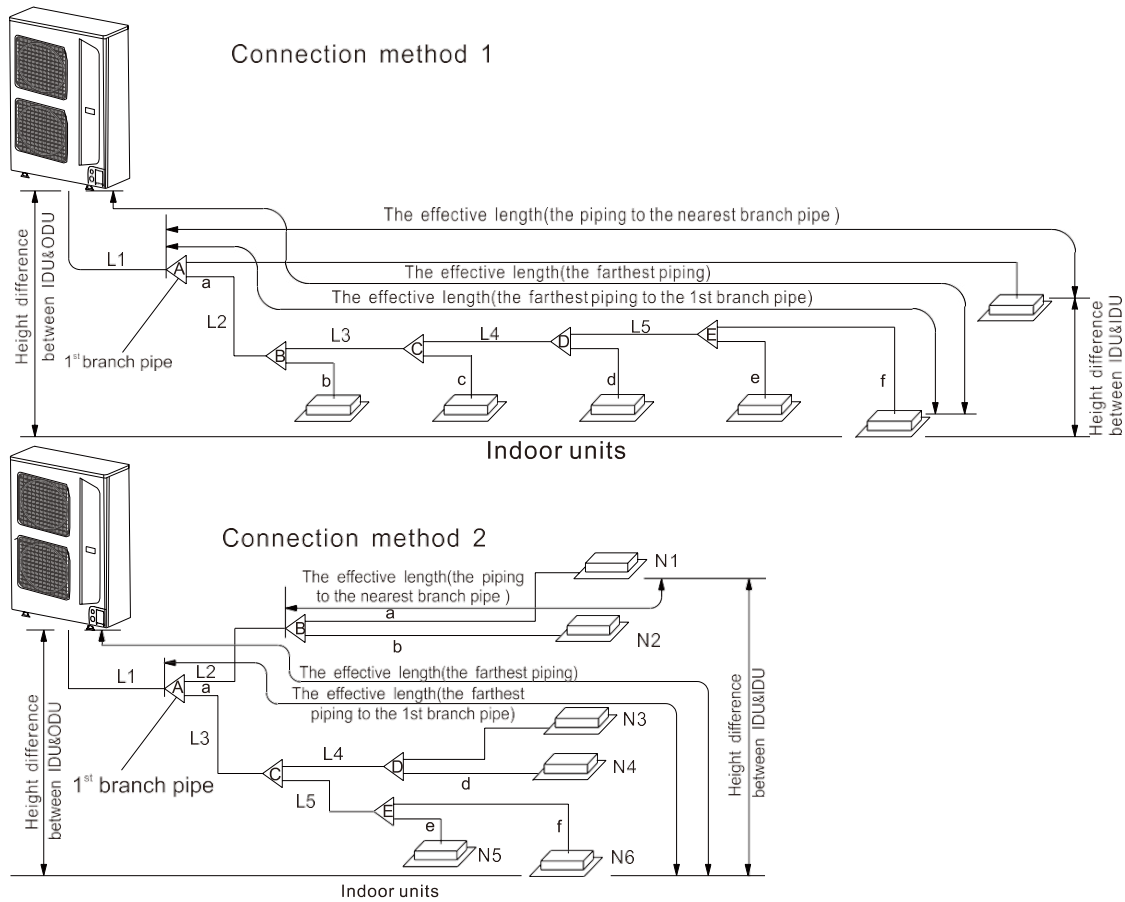 Connection method 1
The effective length(the piping to the nearest branch pipe )
L1
A
a
The effective length(the farthest piping)
The effective length(the farthest piping to the 1st branch pipe)
Height difference
between IDU&ODU
L2
1st branch pipe
B
L3
C
L4
D
L5
E
b
c
d
e
f
Height difference
between IDU&IDU
Indoor units
Connection method 2
N1
The effective length(the piping
to the nearest branch pipe )
a
B
b
N2
L1
A
L2
a
The effective length(the farthest piping)
The effective length(the farthest
piping to the 1st branch pipe)
Height difference
between IDU&ODU
L3
1st branch pipe
C
L4
D
N3
d
N4
L5
E
e
f
N5
N6
Height difference
between IDU&IDU
Indoor units